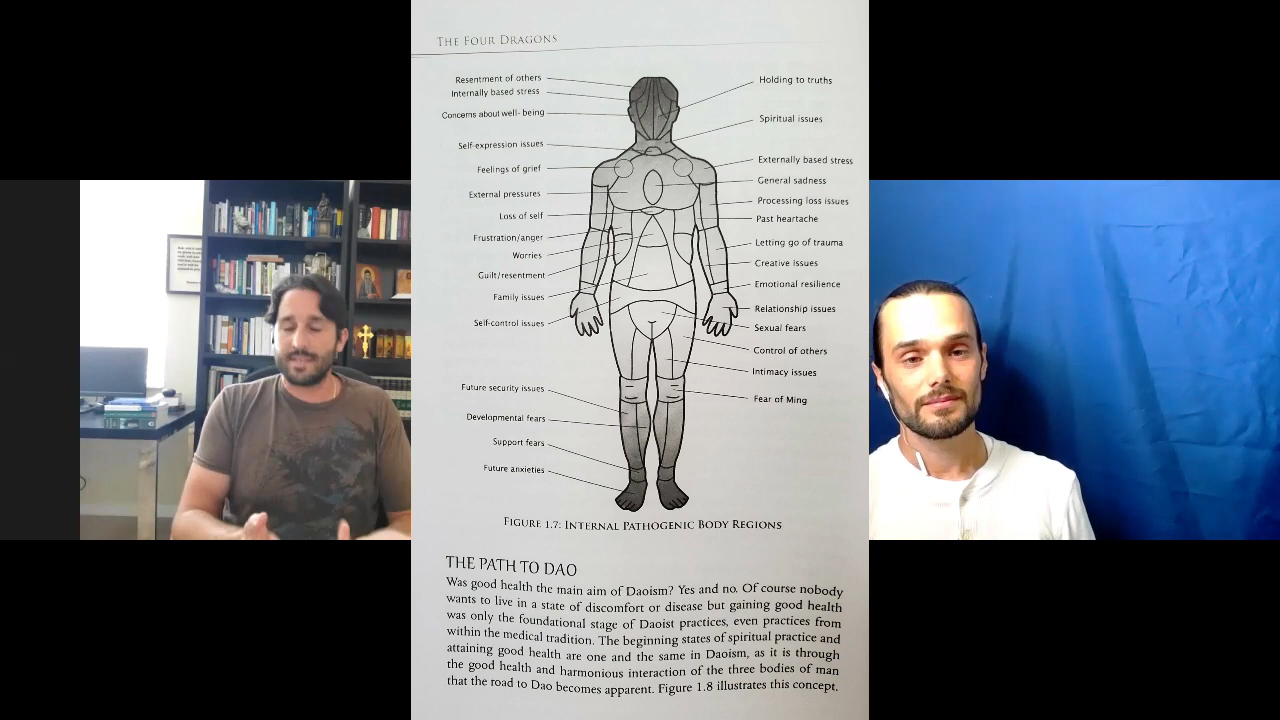 THE FOUR DRAGONS
Resentment of others
Internally based stress
Concerns about well- being
Self-expression issues
Feelings of grief
External pressures
Loss of self
Frustration/anger
Worries
Guilt/resentment
Family issues
Self-control issues
Future security issues
Developmental fears
Support fears
Future anxieties
Holding to truths
Spiritual issues
Externally based stress
General sadness
Processing loss issues
Past heartache
Letting go of trauma
Creative issues
Emotional resilience
Relationship issues
Sexual fears
Control of others
Intimacy issues
Fear of Ming
FIGURE 1.7: INTERNAL PATHOGENIC BODY REGIONS
THE PATH TO DAO
Was good health the main aim of Daoism? Yes and no. Of course nobody
wants to live in a state of discomfort or disease but gaining good health
was only the foundational stage of Daoist practices, even practices from
within the medical tradition. The beginning states of spiritual practice and
attaining good health are one and the same in Daoism, as it is through
the good health and harmonious interaction of the three bodies of man
that the road to Dao becomes apparent. Figure 1.8 illustrates this concept.